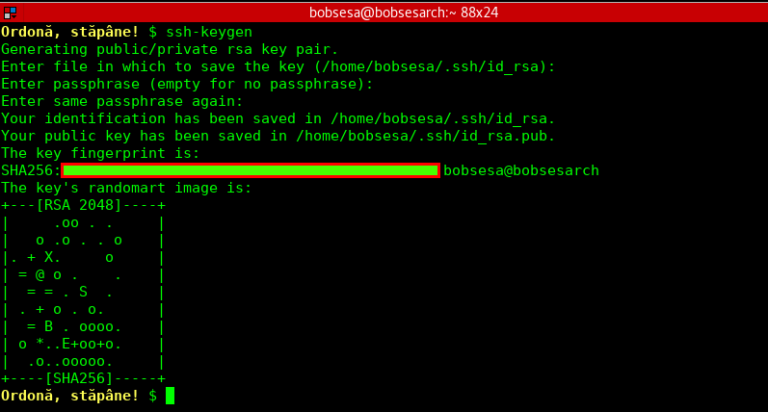 bobsesa@bobsesarch:~ 88x24
Ordonă, stăpâne! $ ssh-keygen
Generating public/private rsa key pair.
Enter file in which to save the key (/home/bobsesa/.ssh/id_rsa):
Enter passphrase (empty for no passphrase):
Enter same passphrase again:
Your identification has been saved in /home/bobsesa/.ssh/id_rsa.
Your public key has been saved in /home/bobsesa/.ssh/id_rsa.pub.
The key fingerprint is:
SHA256: bobsesa@bobsesarch
The key's randomart image is:
+---[RSA 2048]----+
|     .oo . .     |
|   o .o . . o    |
|. + X.     o     |
| = @ o .    .    |
|  = = . S  .     |
| . + o . o.      |
|  = B . oooo.    |
| o *..E+oo+o.    |
|  .o..ooooo.     |
+----[SHA256]-----+
Ordonă, stăpâne! $